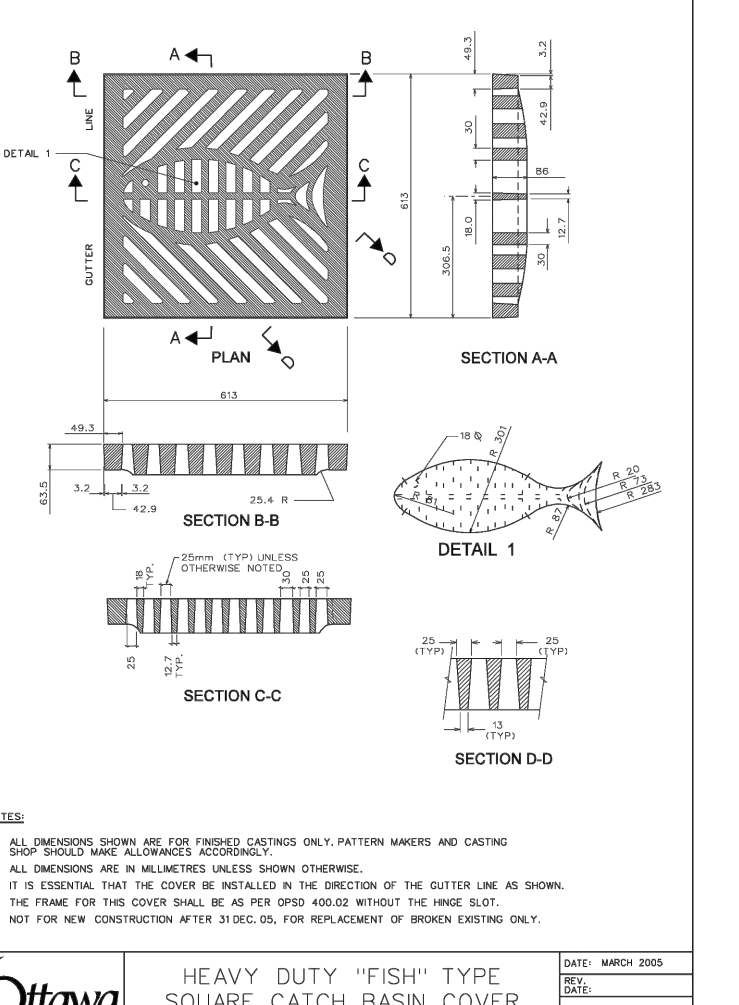 A
B
B
49.3
3.2
LINE
42.9
30
DETAIL 1
C
C
86
613
18.0
12.7
306.5
30
GUTTER
D
A
D
PLAN
SECTION A-A
613
49.3
63.5
3.2
3.2
42.9
25.4 R
SECTION B-B
18 Ø
R 301
R 20
R 73
R 283
R 87
DETAIL 1
25mm (TYP) UNLESS
OTHERWISE NOTED
18
TYP.
30
25
25
25
12.7
TYP.
SECTION C-C
25
(TYP)
25
(TYP)
13
(TYP)
SECTION D-D
TES:
ALL DIMENSIONS SHOWN ARE FOR FINISHED CASTINGS ONLY. PATTERN MAKERS AND CASTING
SHOP SHOULD MAKE ALLOWANCES ACCORDINGLY.
ALL DIMENSIONS ARE IN MILLIMETRES UNLESS SHOWN OTHERWISE.
IT IS ESSENTIAL THAT THE COVER BE INSTALLED IN THE DIRECTION OF THE GUTTER LINE AS SHOWN.
THE FRAME FOR THIS COVER SHALL BE AS PER OPSD 400.02 WITHOUT THE HINGE SLOT.
NOT FOR NEW CONSTRUCTION AFTER 31 DEC. 05, FOR REPLACEMENT OF BROKEN EXISTING ONLY.
Ottawa
HEAVY DUTY "FISH" TYPE
SQUARE CATCH BASIN COVER
DATE: MARCH 2005
REV.
DATE: